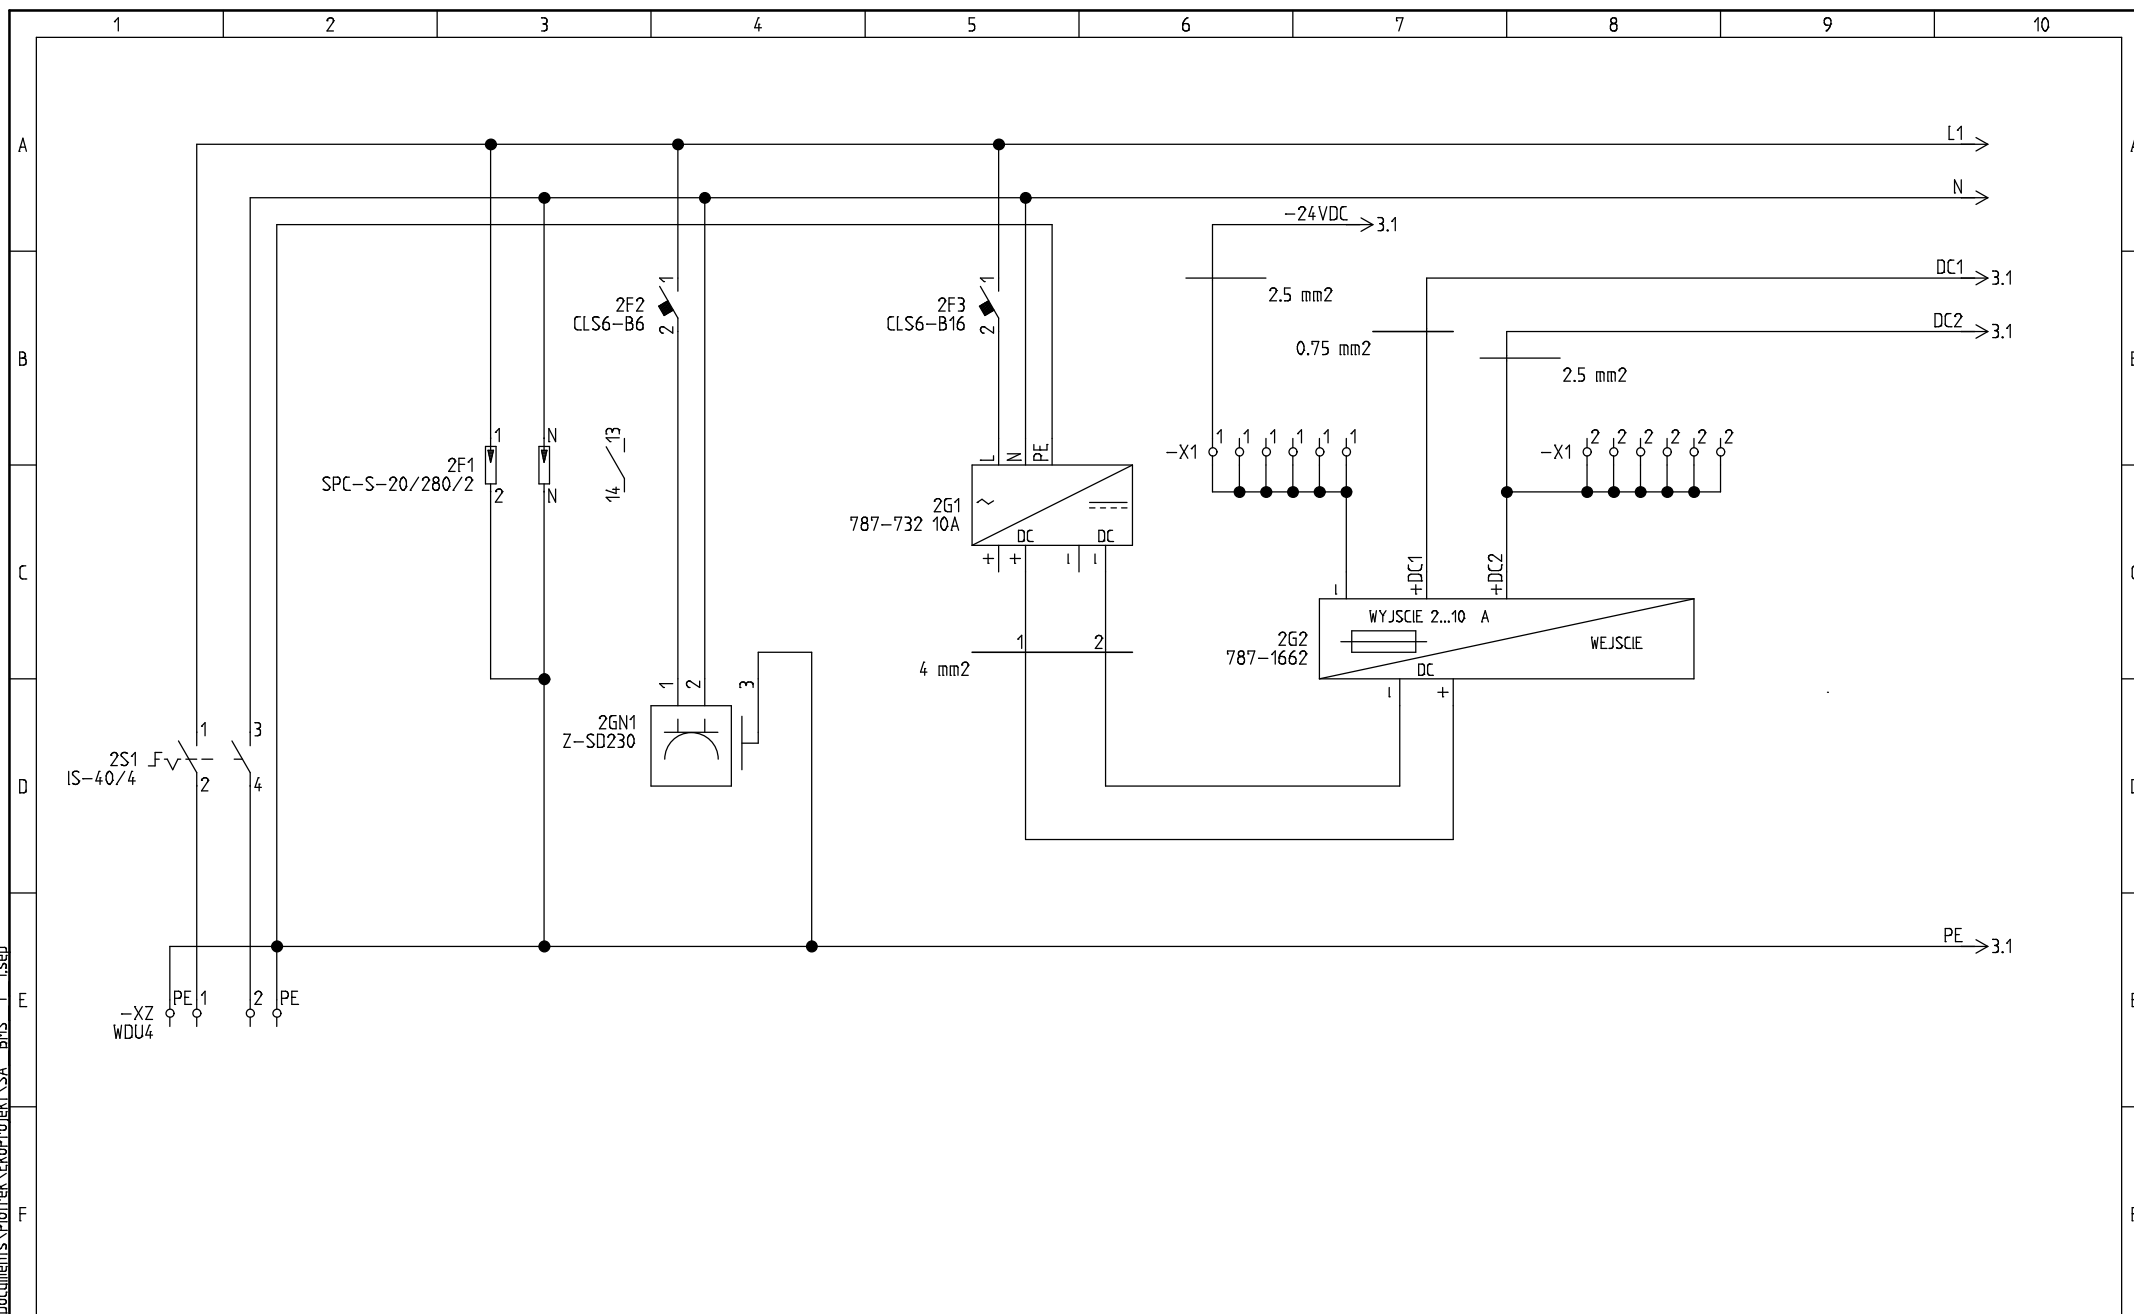 1 2 3 4 5 6 7 8 9 10
A
L1
N
-24VDC
3.1
DC1
3.1
2.5 mm2
DC2
3.1
0.75 mm2
2.5 mm2
B
1
2F2
CLS6-B6
2
1
2F3
CLS6-B16
2
1
N
13
2F1
SPC-S-20/280/2
2
N
14
L
N
PE
-X1
1 1 1 1 1 1
-X1
2 2 2 2 2 2
2G1
787-732 10A
DC
DC
+ +
C
+DC1
+DC2
WYJSCIE 2...10 A
2G2
787-1662
WEJSCIE
DC
+
1
2
4 mm2
1
2
3
2GN1
Z-SD230
1
3
2S1
IS-40/4
2
4
D
PE
3.1
E
PE
1
2
PE
-XZ
WDU4
F